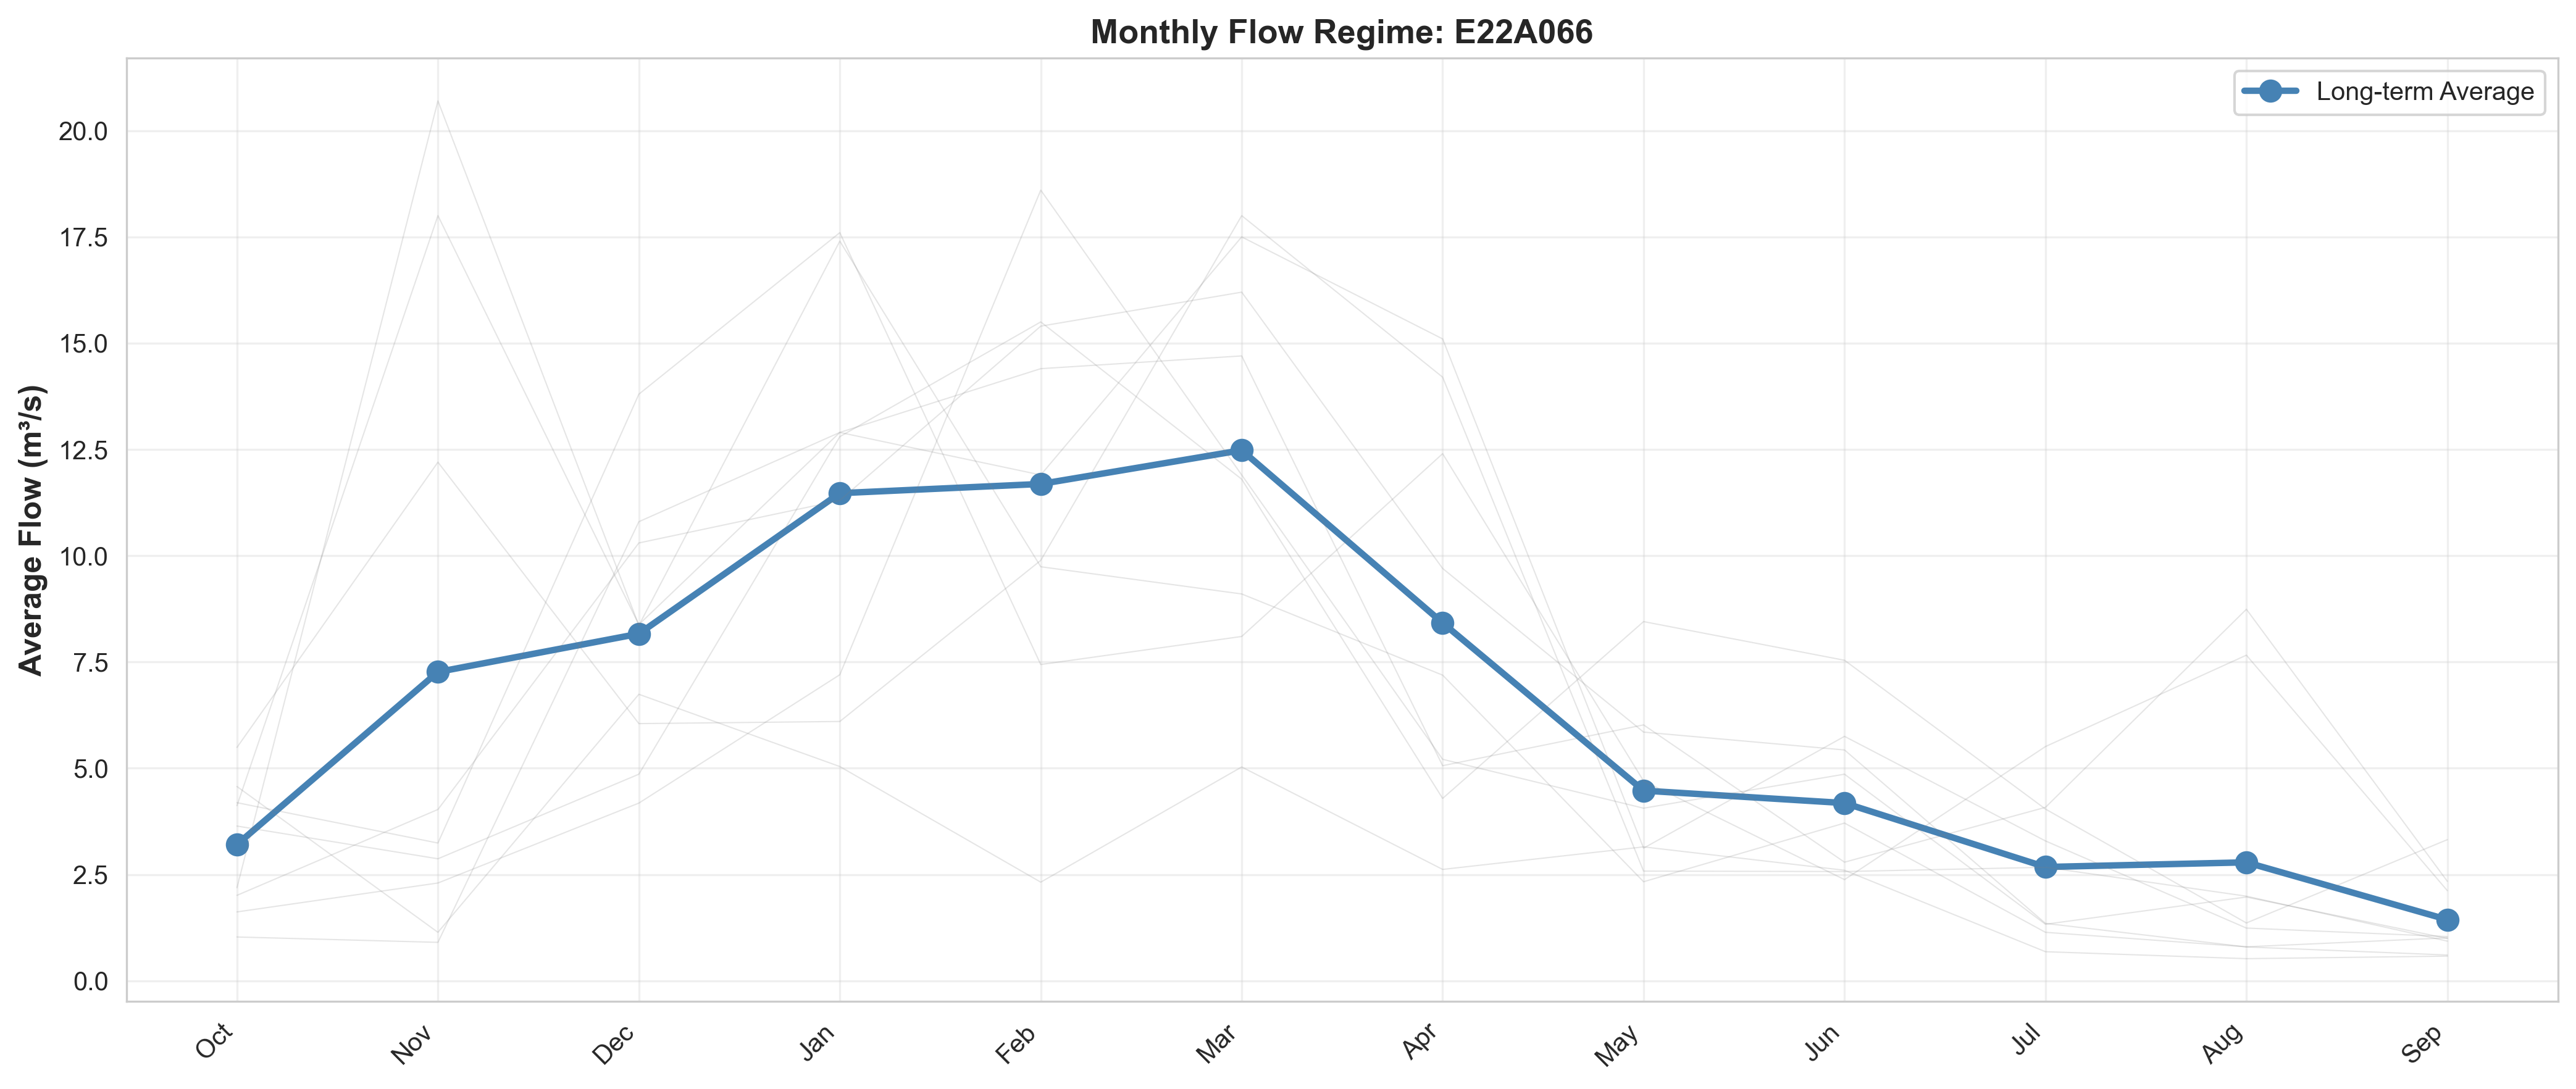 Monthly Flow Regime: E22A066
Long-term Average
Average Flow (m³/s)
20.0
17.5
15.0
12.5
10.0
7.5
5.0
2.5
0.0
Oct
Nov
Dec
Jan
Feb
Mar
Apr
May
Jun
Jul
Aug
Sep